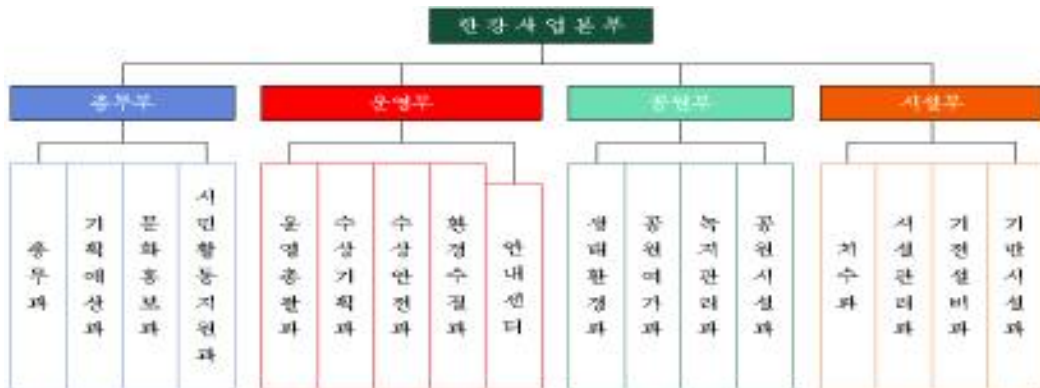 한강사업본부
총무부
운영부
공원부
시설부
총무과
기획예산과
문화홍보과
시민활동지원과
운영총괄과
수상기획과
수상안전과
환경수질과
안내센터
생태환경과
공원여가과
녹지관리과
공원시설과
치수과
시설관리과
기전설비과
기반시설과